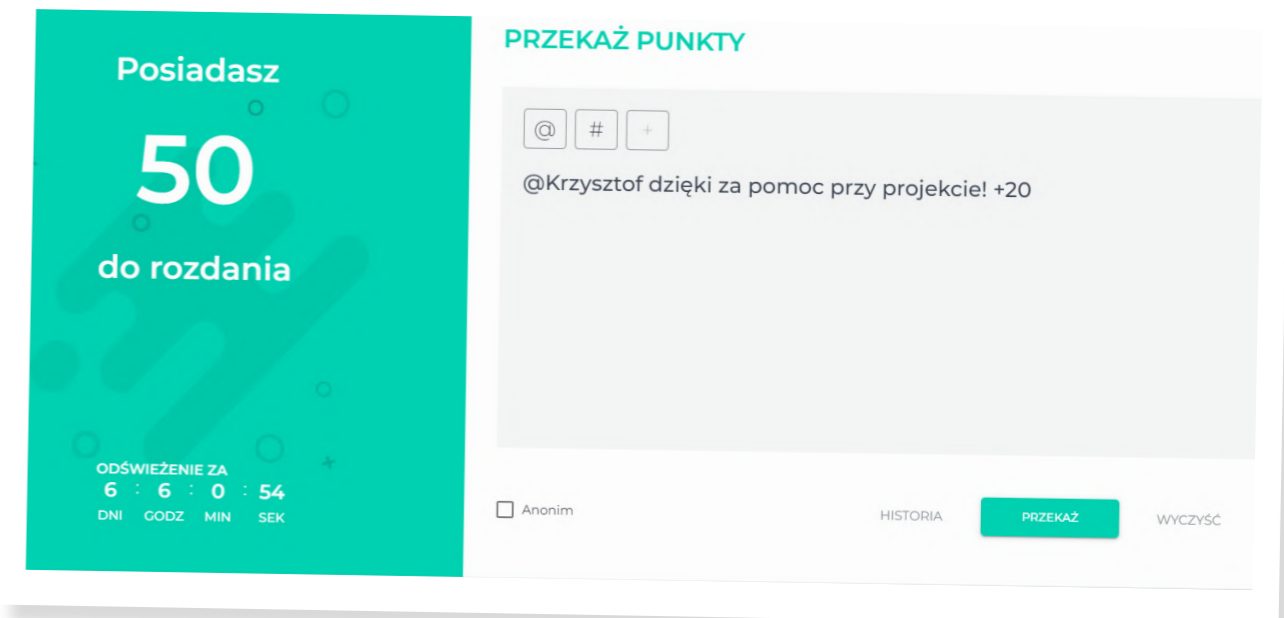 Posiadasz
50
do rozdania
ODŚWIEŻENIE ZA
6 : 6 : 0 : 54
DNI GODZ MIN SEK
PRZEKAŻ PUNKTY
@ # +
@Krzysztof dzięki za pomoc przy projekcie! +20
Anonim
HISTORIA PRZEKAŻ WYCZYŚĆ